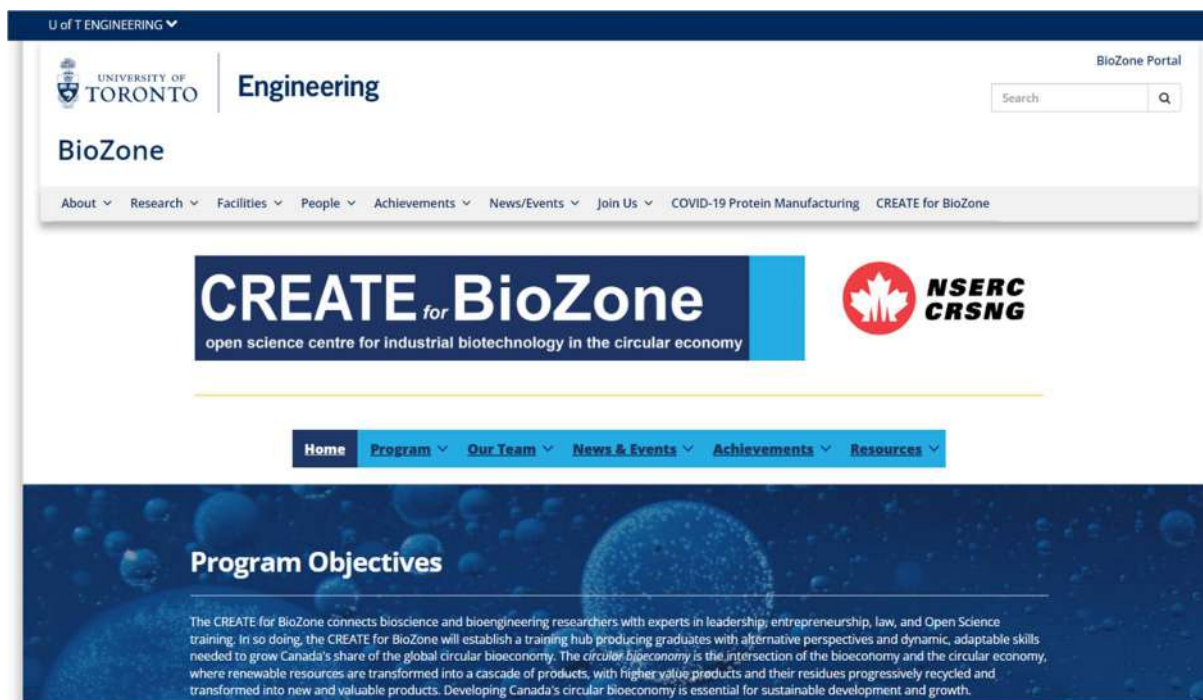 U of T ENGINEERING
BioZone Portal
UNIVERSITY OF
TORONTO
Engineering
Search
BioZone
About Research Facilities People Achievements News/Events Join Us COVID-19 Protein Manufacturing CREATE for BioZone
CREATE for BioZone
open science centre for industrial biotechnology in the circular economy
NSERC
CRSNG
Home Program Our Team News & Events Achievements Resources
Program Objectives
The CREATE for BioZone connects bioscience and bioengineering researchers with experts in leadership, entrepreneurship, law, and Open Science
training. In so doing, the CREATE for BioZone will establish a training hub producing graduates with alternative perspectives and dynamic, adaptable skills
needed to grow Canada's share of the global circular bioeconomy. The circular bioeconomy is the intersection of the bioeconomy and the circular economy,
where renewable resources are transformed into a cascade of products, with higher value products and their residues progressively recycled and
transformed into new and valuable products. Developing Canada's circular bioeconomy is essential for sustainable development and growth.